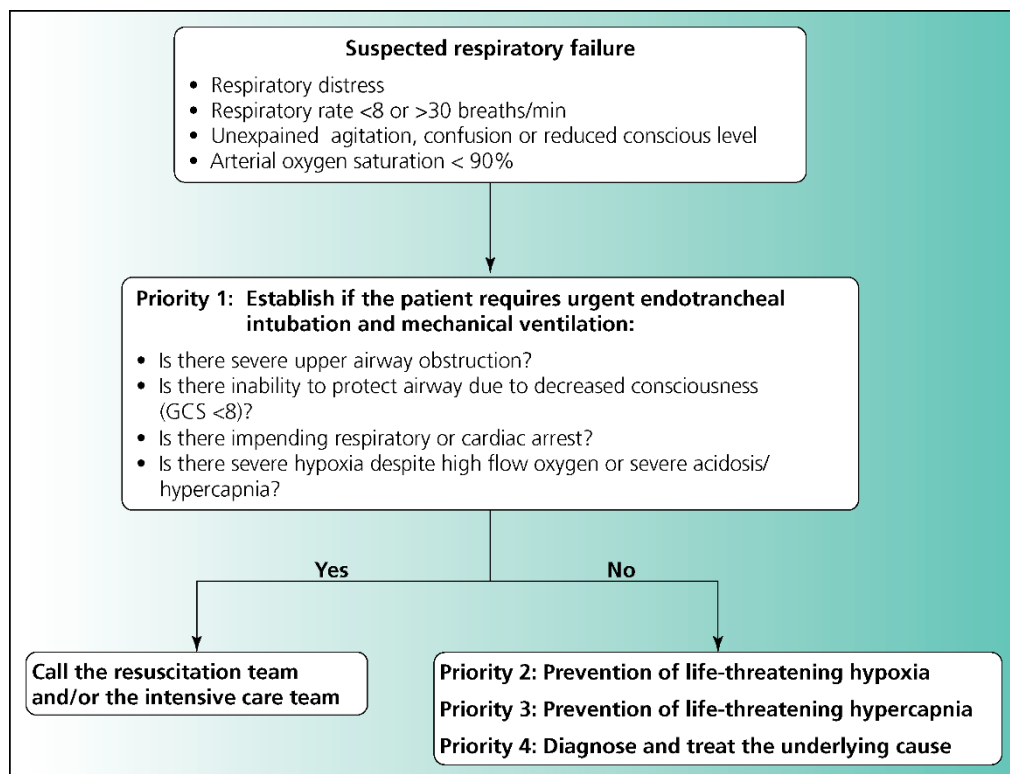 Suspected respiratory failure
• Respiratory distress
• Respiratory rate <8 or >30 breaths/min
• Unexpained agitation, confusion or reduced conscious level
• Arterial oxygen saturation < 90%
Priority 1: Establish if the patient requires urgent endotrancheal
intubation and mechanical ventilation:
• Is there severe upper airway obstruction?
• Is there inability to protect airway due to decreased consciousness
(GCS <8)?
• Is there impending respiratory or cardiac arrest?
• Is there severe hypoxia despite high flow oxygen or severe acidosis/
hypercapnia?
Yes
No
Call the resuscitation team
and/or the intensive care team
Priority 2: Prevention of life-threatening hypoxia
Priority 3: Prevention of life-threatening hypercapnia
Priority 4: Diagnose and treat the underlying cause